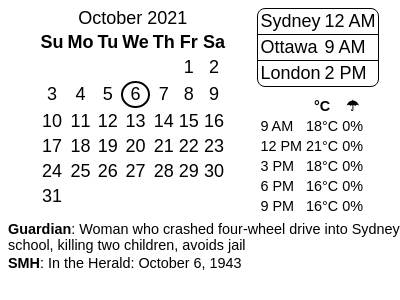 October 2021
Su Mo Tu We Th Fr Sa
1 2
3 4 5 6 7 8 9
10 11 12 13 14 15 16
17 18 19 20 21 22 23
24 25 26 27 28 29 30
31
Sydney 12 AM
Ottawa 9 AM
London 2 PM
°C ☂
9 AM 18°C 0%
12 PM 21°C 0%
3 PM 18°C 0%
6 PM 16°C 0%
9 PM 16°C 0%
Guardian: Woman who crashed four-wheel drive into Sydney
school, killing two children, avoids jail
SMH: In the Herald: October 6, 1943